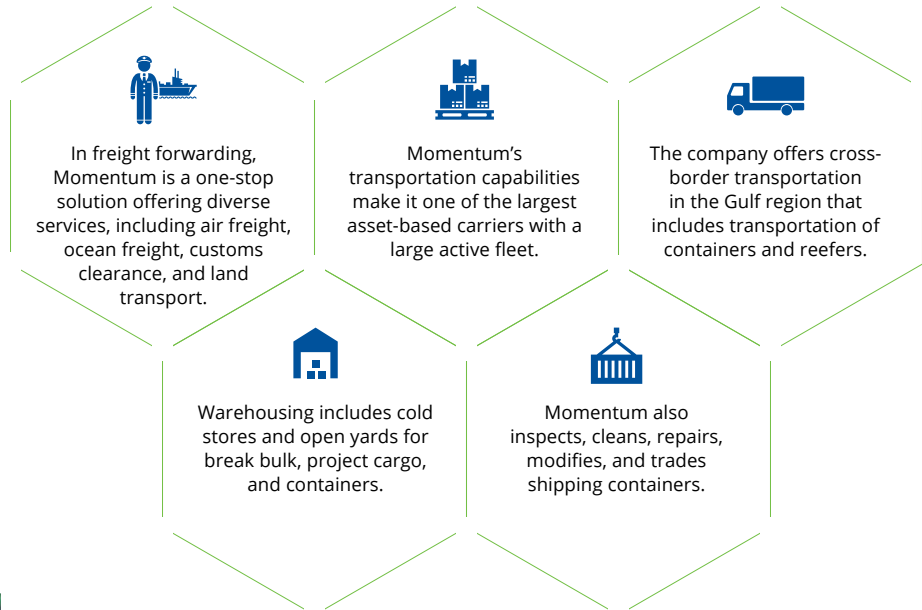 In freight forwarding,
Momentum is a one-stop
solution offering diverse
services, including air freight,
ocean freight, customs
clearance, and land
transport.
Momentum’s
transportation capabilities
make it one of the largest
asset-based carriers with a
large active fleet.
The company offers cross-
border transportation
in the Gulf region that
includes transportation of
containers and reefers.
Warehousing includes cold
stores and open yards for
break bulk, project cargo,
and containers.
Momentum also
inspects, cleans, repairs,
modifies, and trades
shipping containers.